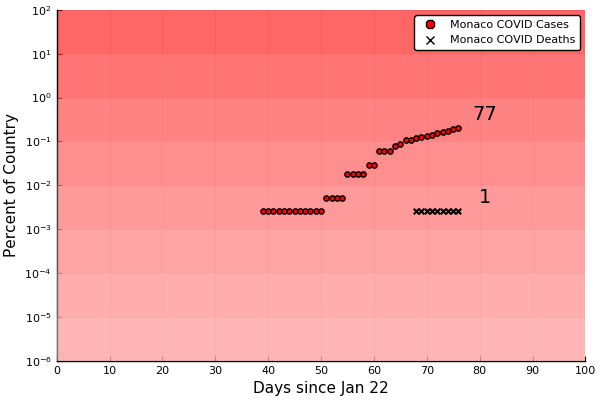 Monaco COVID Cases
Monaco COVID Deaths
Percent of Country
10²
10¹
10⁰
10⁻¹
10⁻²
10⁻³
10⁻⁴
10⁻⁵
10⁻⁶
77
1
0 10 20 30 40 50 60 70 80 90 100
Days since Jan 22